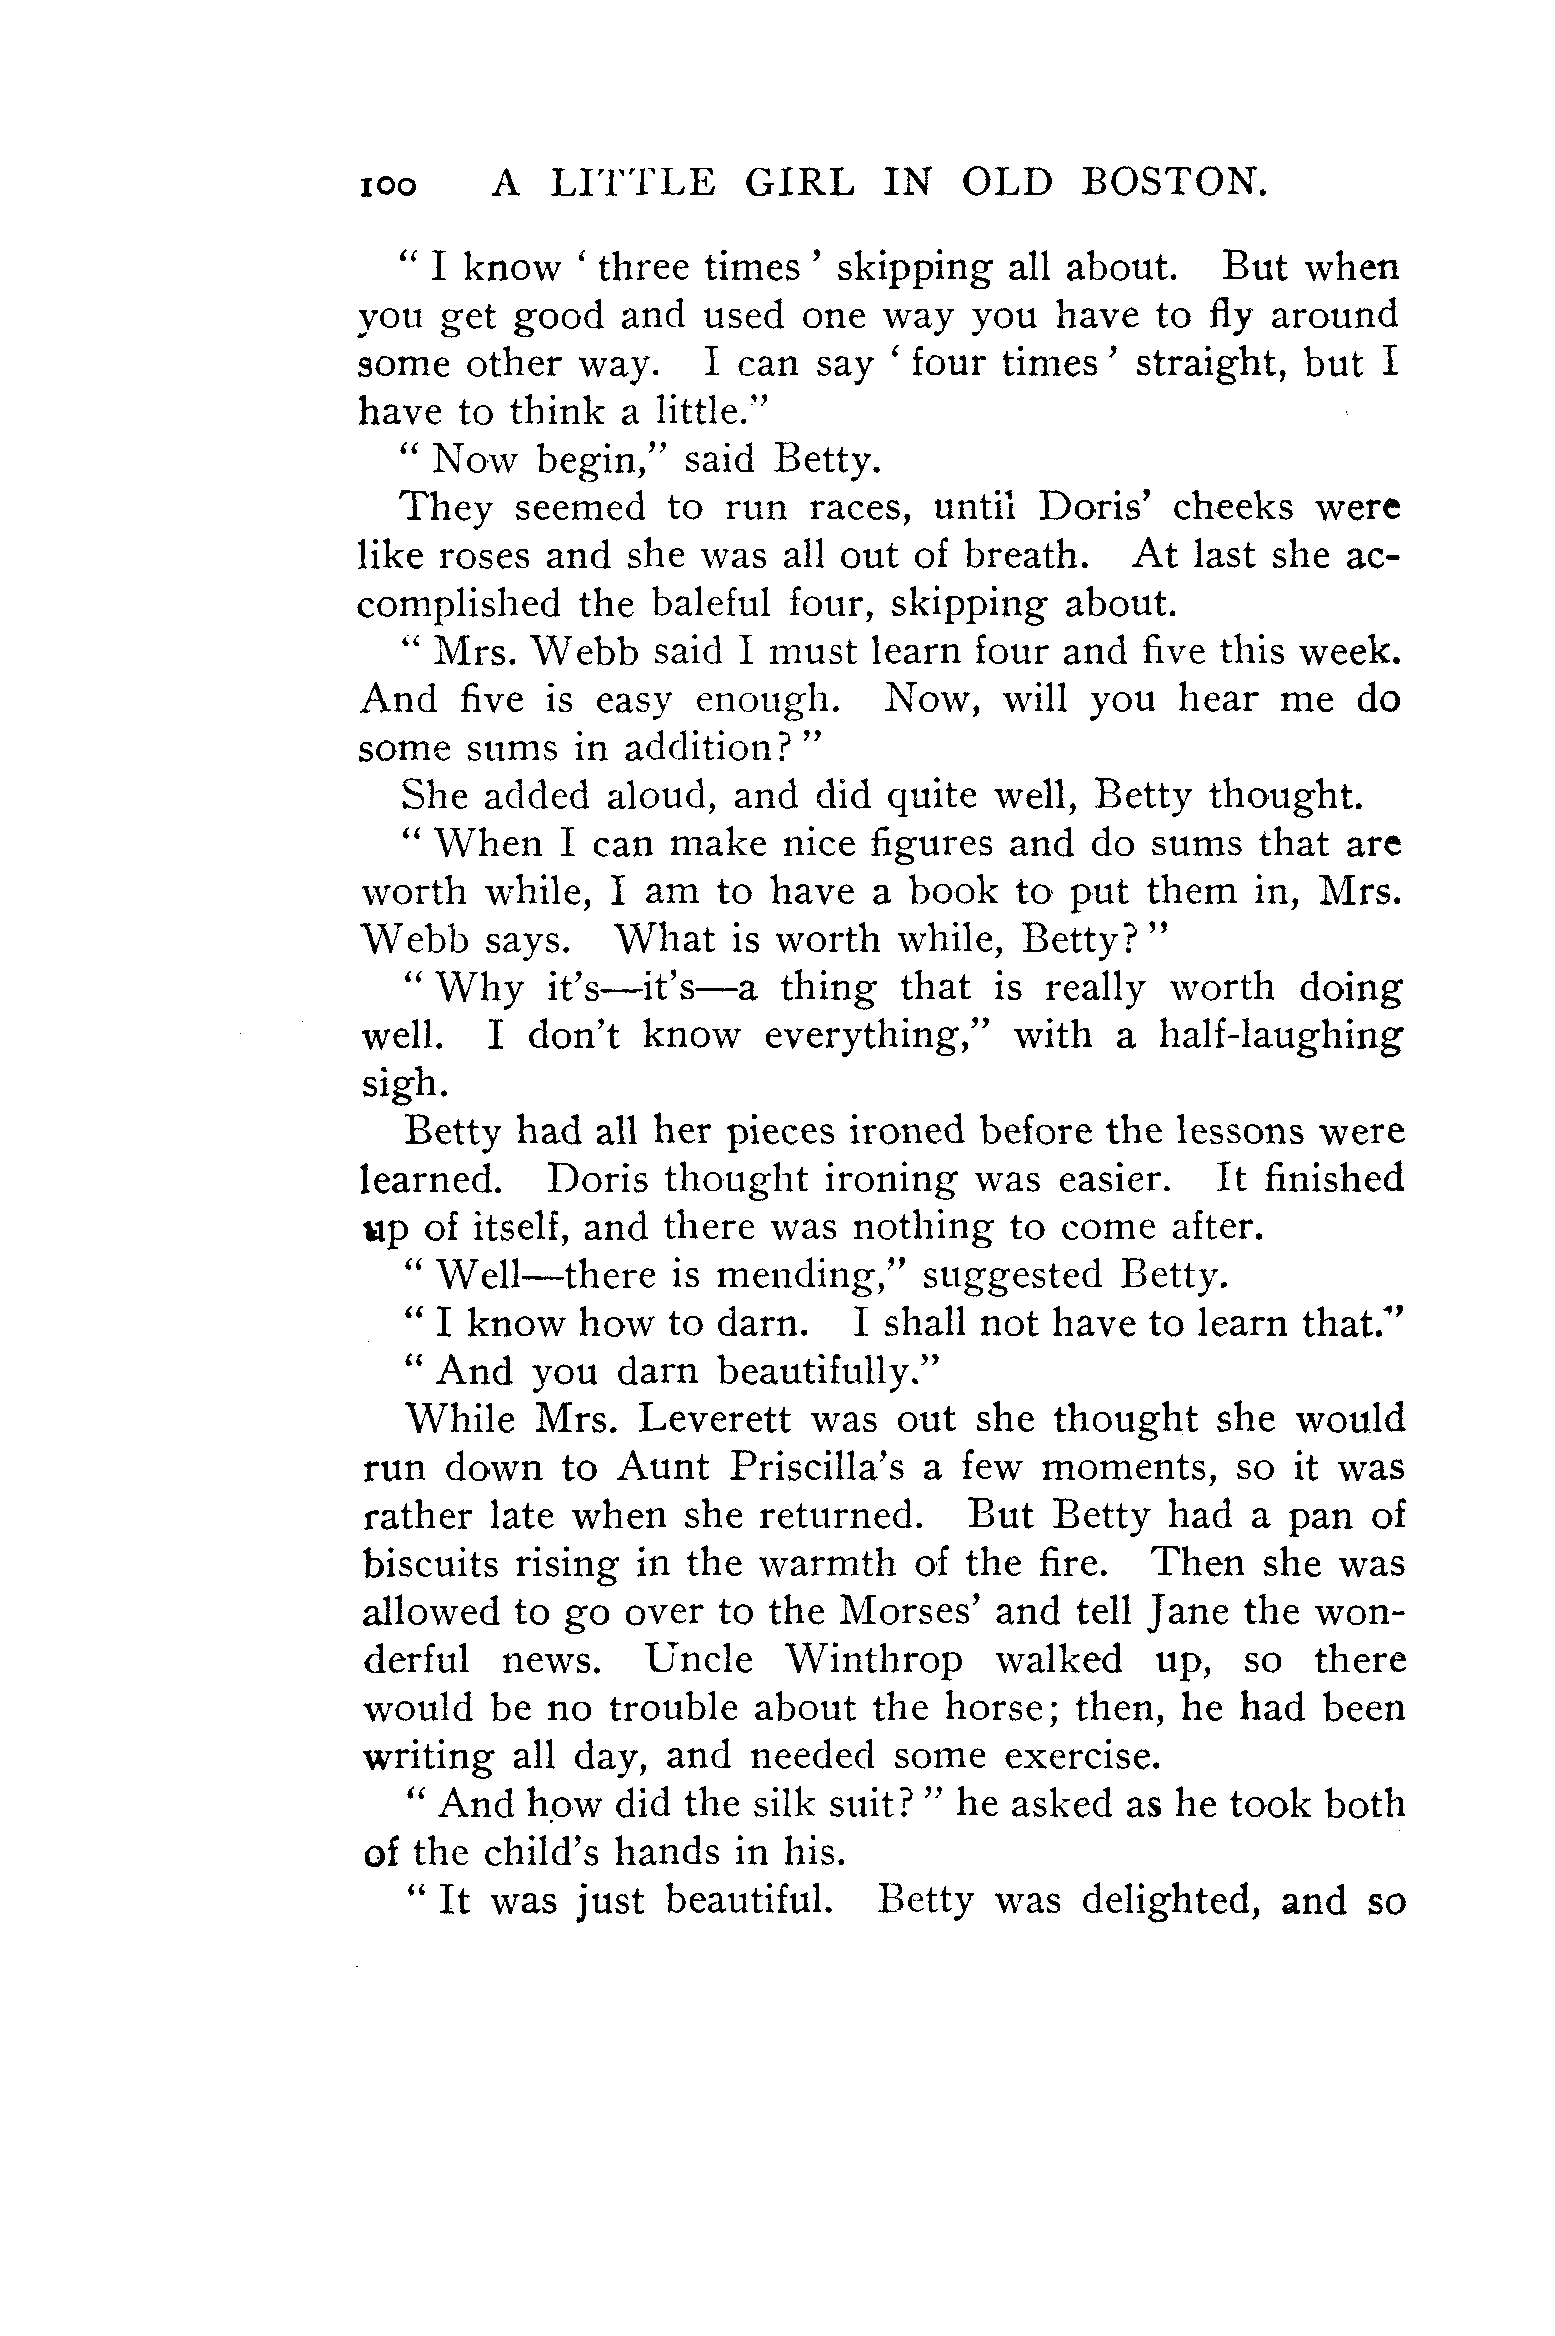 100 A LITTLE GIRL IN OLD BOSTON.
“ I know ‘ three times ’ skipping all about. But when
you get good and used one way you have to fly around
some other way. I can say ‘ four times ’ straight, but I
have to think a little.”
“ Now begin,” said Betty.
They seemed to run races, until Doris’ cheeks were
like roses and she was all out of breath. At last she ac-
complished the baleful four, skipping about.
“ Mrs. Webb said I must learn four and five this week.
And five is easy enough. Now, will you hear me do
some sums in addition? ”
She added aloud, and did quite well, Betty thought.
“ When I can make nice figures and do sums that are
worth while, I am to have a book to put them in, Mrs.
Webb says. What is worth while, Betty? ”
“ Why it’s—it’s—a thing that is really worth doing
well. I don’t know everything,” with a half-laughing
sigh.
Betty had all her pieces ironed before the lessons were
learned. Doris thought ironing was easier. It finished
up of itself, and there was nothing to come after.
“ Well—there is mending,” suggested Betty.
“ I know how to darn. I shall not have to learn that.”
“ And you darn beautifully.”
While Mrs. Leverett was out she thought she would
run down to Aunt Priscilla’s a few moments, so it was
rather late when she returned. But Betty had a pan of
biscuits rising in the warmth of the fire. Then she was
allowed to go over to the Morses’ and tell Jane the won-
derful news. Uncle Winthrop walked up, so there
would be no trouble about the horse; then, he had been
writing all day, and needed some exercise.
“ And how did the silk suit? ” he asked as he took both
of the child’s hands in his.
“ It was just beautiful. Betty was delighted, and so